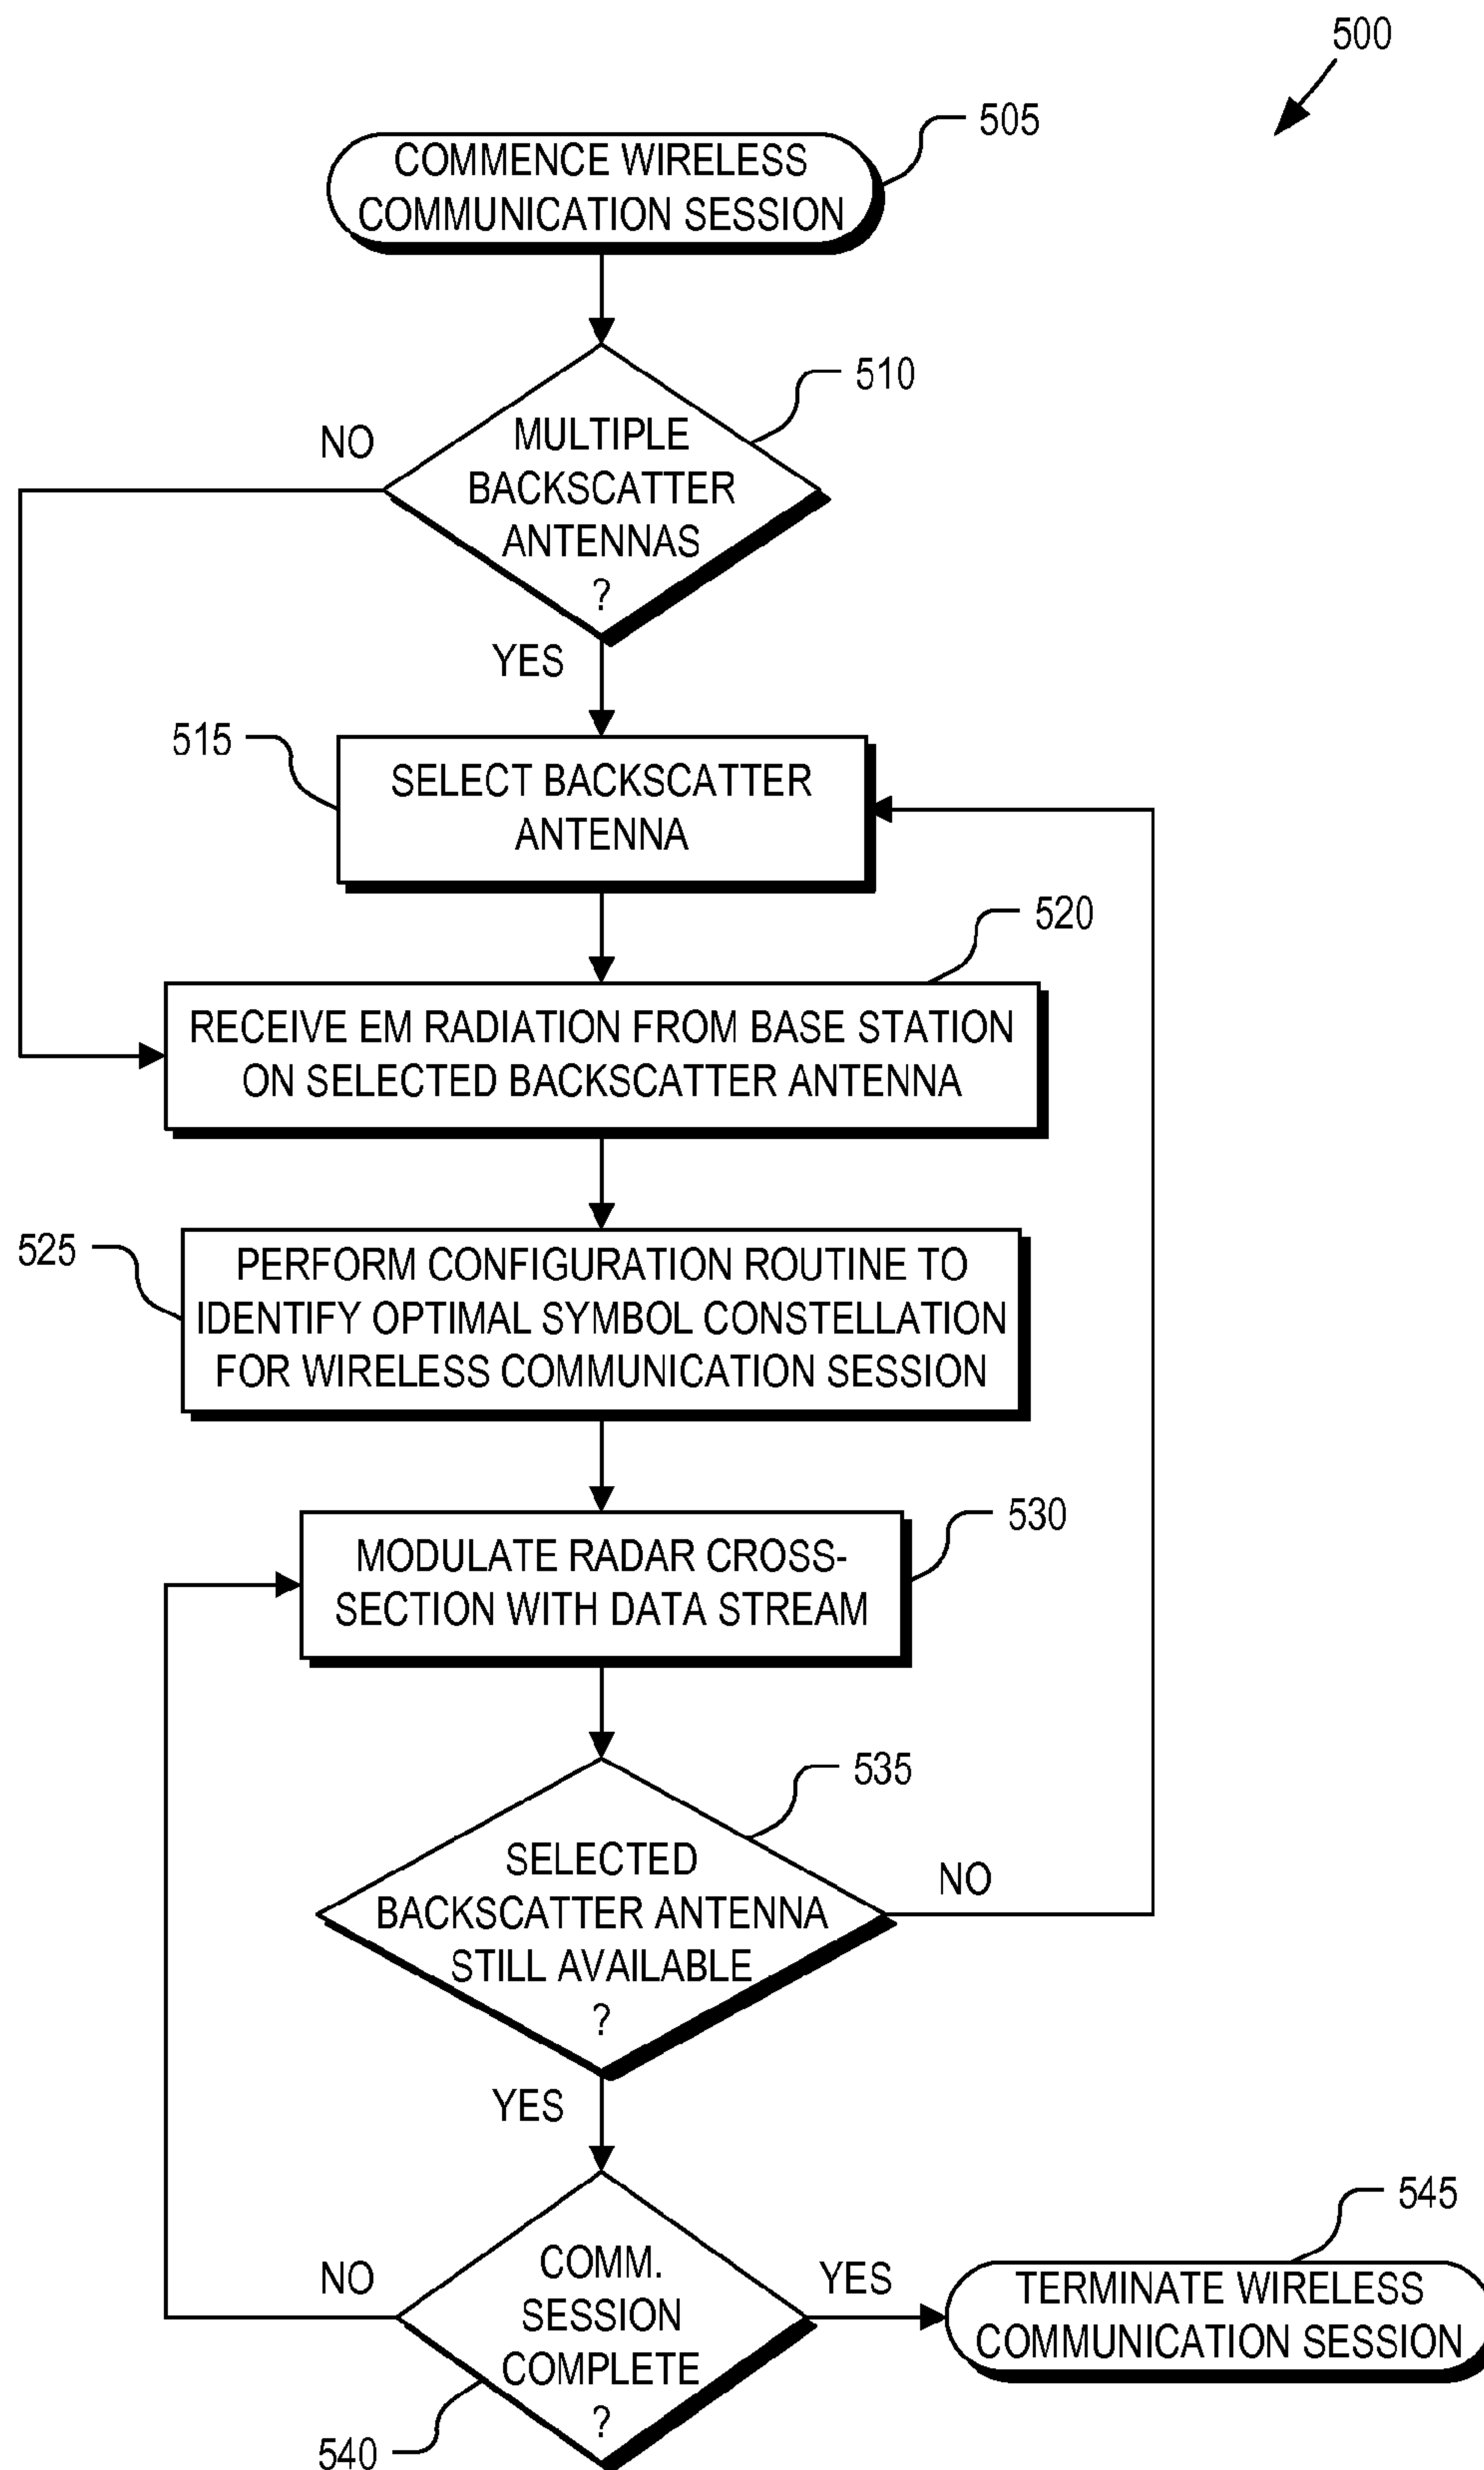 500
505
COMMENCE WIRELESS
COMMUNICATION SESSION
510
NO
MULTIPLE
BACKSCATTER
ANTENNAS
?
YES
515
SELECT BACKSCATTER
ANTENNA
520
RECEIVE EM RADIATION FROM BASE STATION
ON SELECTED BACKSCATTER ANTENNA
525
PERFORM CONFIGURATION ROUTINE TO
IDENTIFY OPTIMAL SYMBOL CONSTELLATION
FOR WIRELESS COMMUNICATION SESSION
530
MODULATE RADAR CROSS-
SECTION WITH DATA STREAM
535
SELECTED
BACKSCATTER ANTENNA
STILL AVAILABLE
?
NO
YES
545
NO
COMM.
SESSION
COMPLETE
?
YES
TERMINATE WIRELESS
COMMUNICATION SESSION
540